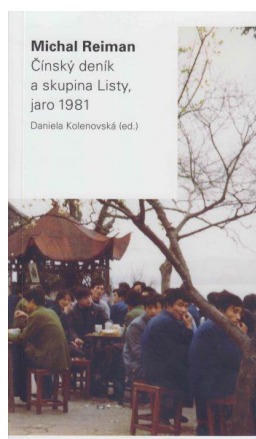 Michal Reiman
Čínský deník
a skupina Listy,
jaro 1981
Daniela Kolenovská (ed.)